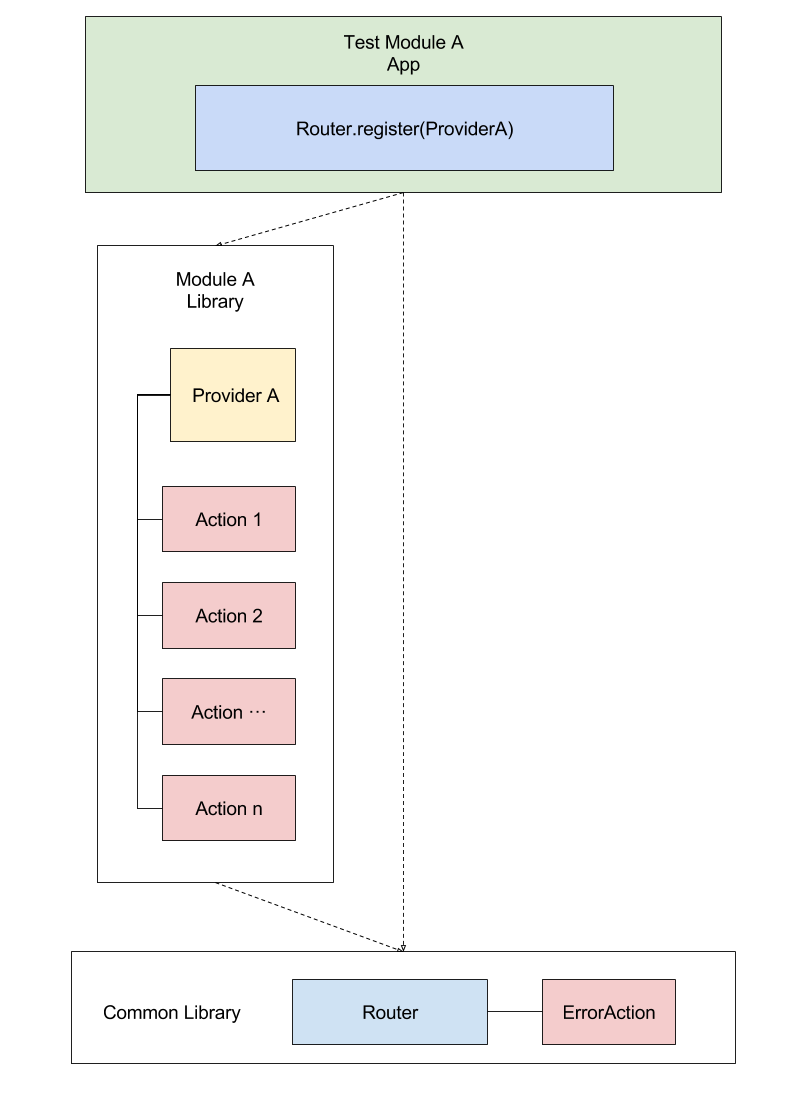 Test Module A
App
Router.register(ProviderA)
Module A
Library
Provider A
Action 1
Action 2
Action ⋯
Action n
Common Library
Router
ErrorAction